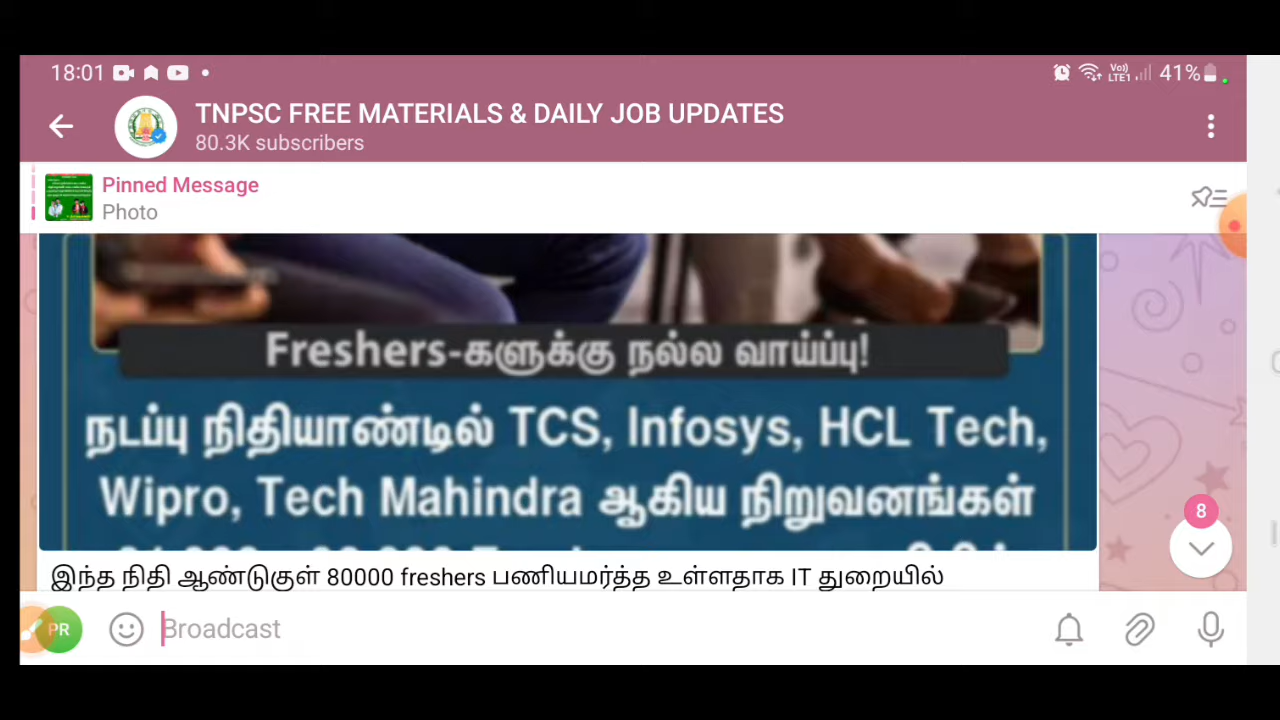 18:01
Vo)
LTE1
41%
TNPSC FREE MATERIALS & DAILY JOB UPDATES
80.3K subscribers
Pinned Message
Photo
Freshers-களுக்கு நல்ல வாய்ப்பு!
நடப்பு நிதியாண்டில் TCS, Infosys, HCL Tech,
Wipro, Tech Mahindra ஆகிய நிறுவனங்கள்
8
இந்த நிதி ஆண்டுகுள் 80000 freshers பணியமர்த்த உள்ளதாக IT துறையில்
PR
Broadcast